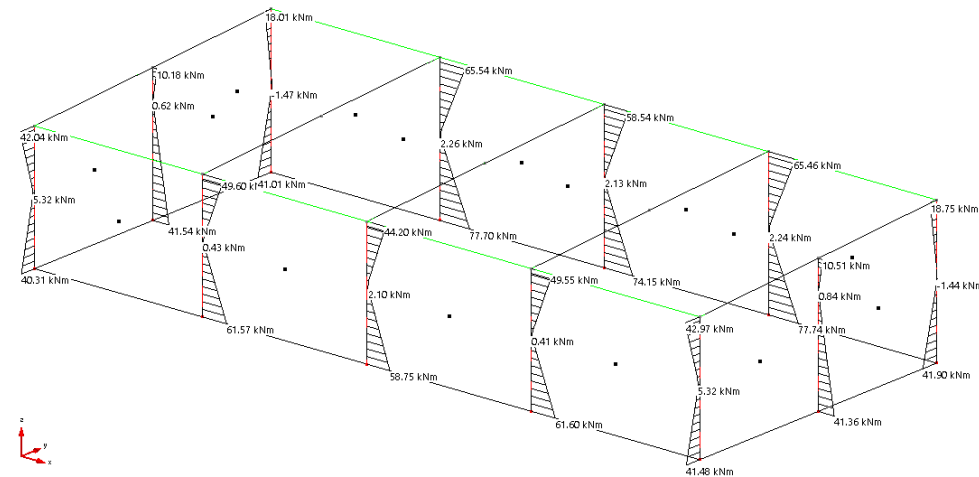 18.01 kNm
65.54 kNm
10.18 kNm
-1.47 kNm
0.62 kNm
58.54 kNm
42.04 kNm
2.26 kNm
65.46 kNm
49.60 k
41.01 kNm
2.13 kNm
5.32 kNm
18.75 kNm
41.54 kNm
44.20 kNm
77.70 kNm
2.24 kNm
0.43 kNm
10.51 kNm
40.31 kNm
49.55 kNm
74.15 kNm
-1.44 kNm
2.10 kNm
0.84 kNm
61.57 kNm
42.97 kNm
77.74 kNm
0.41 kNm
58.75 kNm
41.90 kNm
5.32 kNm
61.60 kNm
41.36 kNm
41.48 kNm
z
y
x